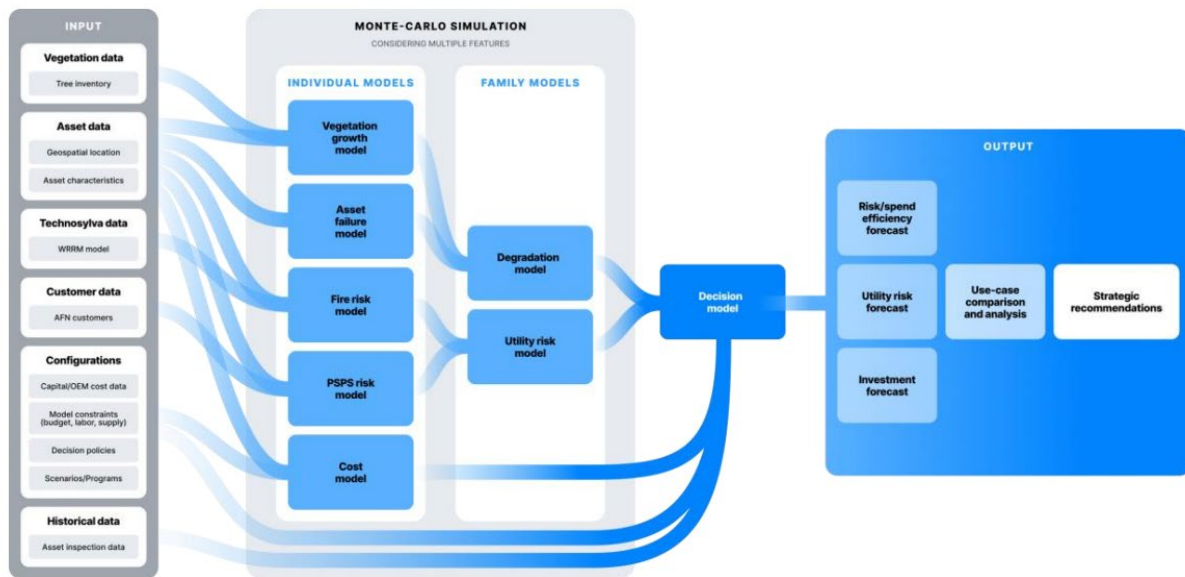 INPUT
Vegetation data
Tree inventory
Asset data
Geospatial location
Asset characteristics
Technosylva data
WRRM model
Customer data
AFN customers
Configurations
Capital/OEM cost data
Model constraints
(budget, labor, supply)
Decision policies
Scenarios/Programs
Historical data
Asset inspection data
MONTE-CARLO SIMULATION
CONSIDERING MULTIPLE FEATURES
INDIVIDUAL MODELS
Vegetation
growth
model
Asset
failure
model
Fire risk
model
PSPS risk
model
Cost
model
FAMILY MODELS
Degradation
model
Utility risk
model
Decision
model
OUTPUT
Risk/spend
efficiency
forecast
Utility risk
forecast
Investment
forecast
Use-case
comparison
and analysis
Strategic
recommendations